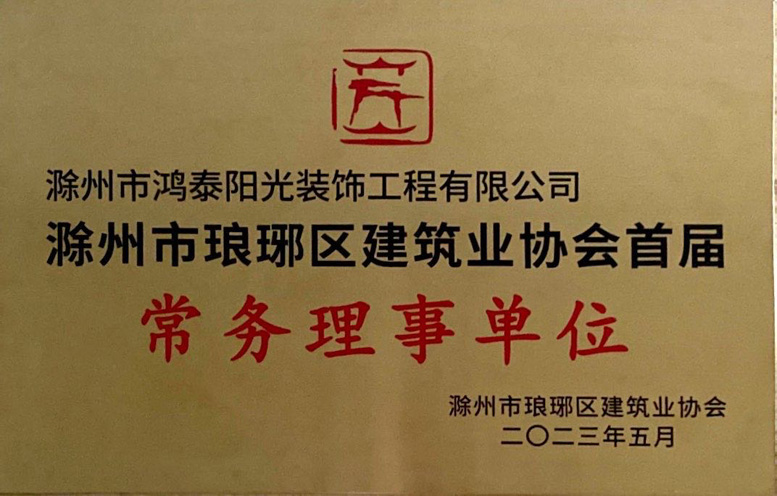 滁州市鸿泰阳光装饰工程有限公司
滁州市琅琊区建筑业协会首届
常务理事单位
滁州市琅琊区建筑业协会
二〇二三年五月